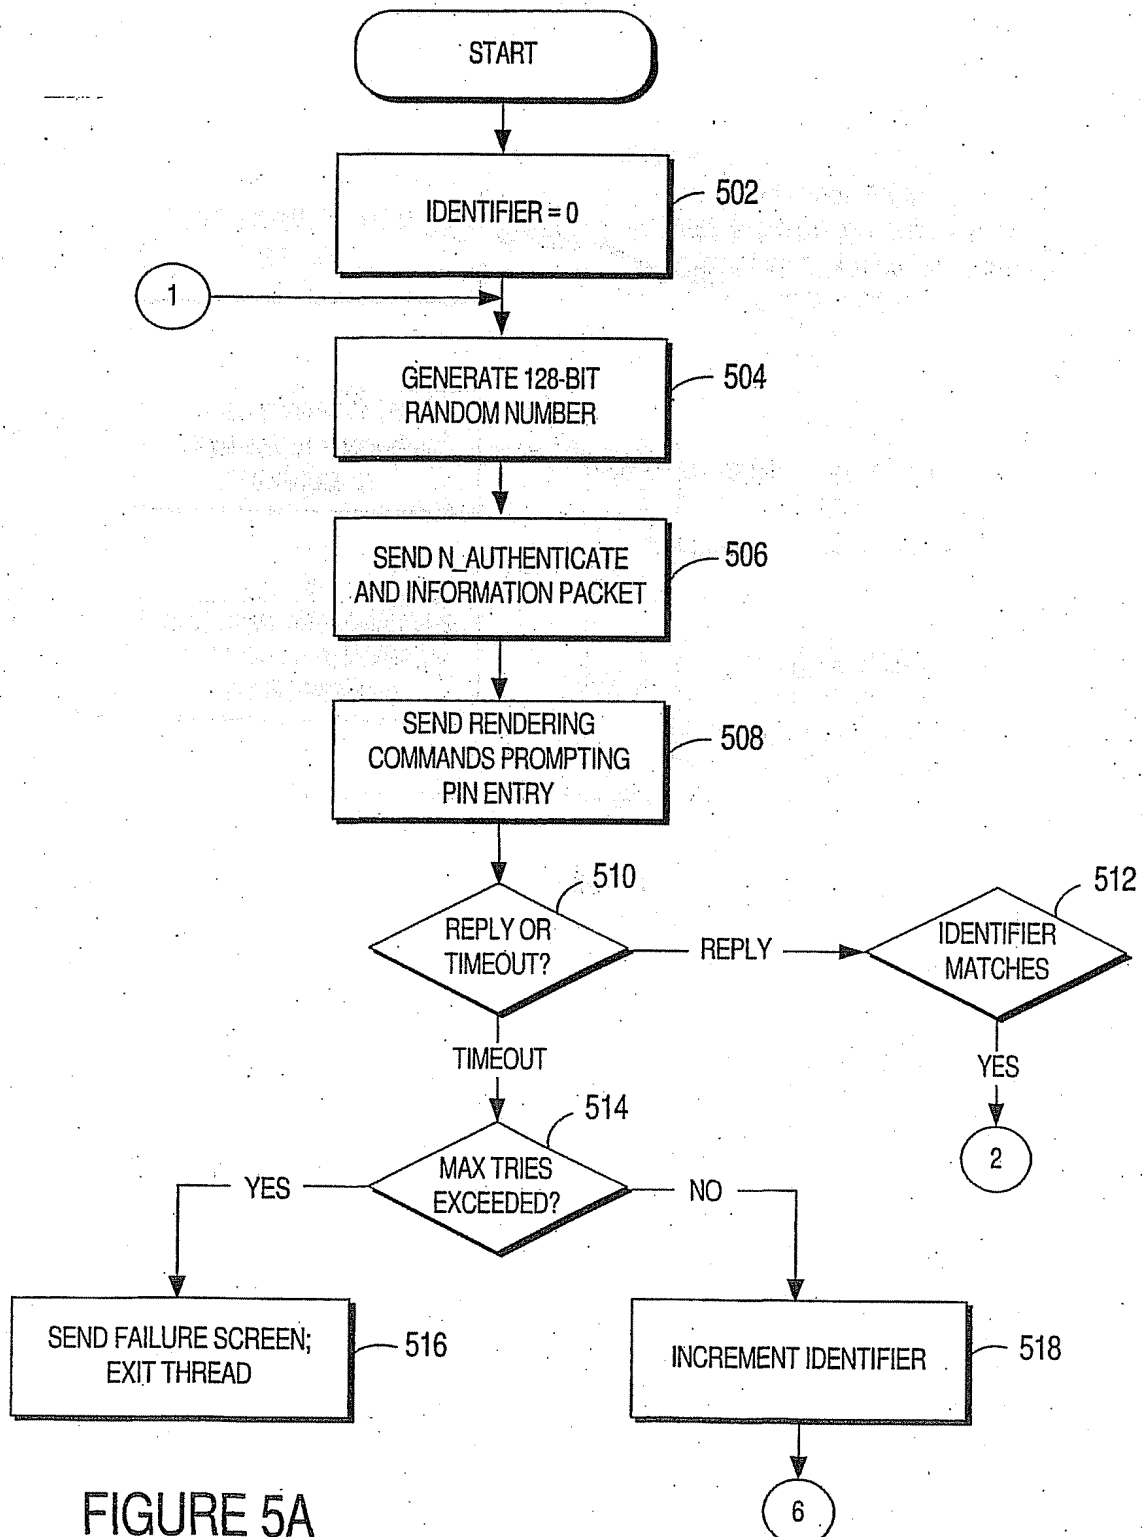 START
IDENTIFIER = 0
502
1
GENERATE 128-BIT
RANDOM NUMBER
504
SEND N_AUTHENTICATE
AND INFORMATION PACKET
506
SEND RENDERING
COMMANDS PROMPTING
PIN ENTRY
508
REPLY OR
TIMEOUT?
510
REPLY
IDENTIFIER
MATCHES
512
TIMEOUT
YES
2
MAX TRIES
EXCEEDED?
514
YES
NO
SEND FAILURE SCREEN;
EXIT THREAD
516
INCREMENT IDENTIFIER
518
6
FIGURE 5A